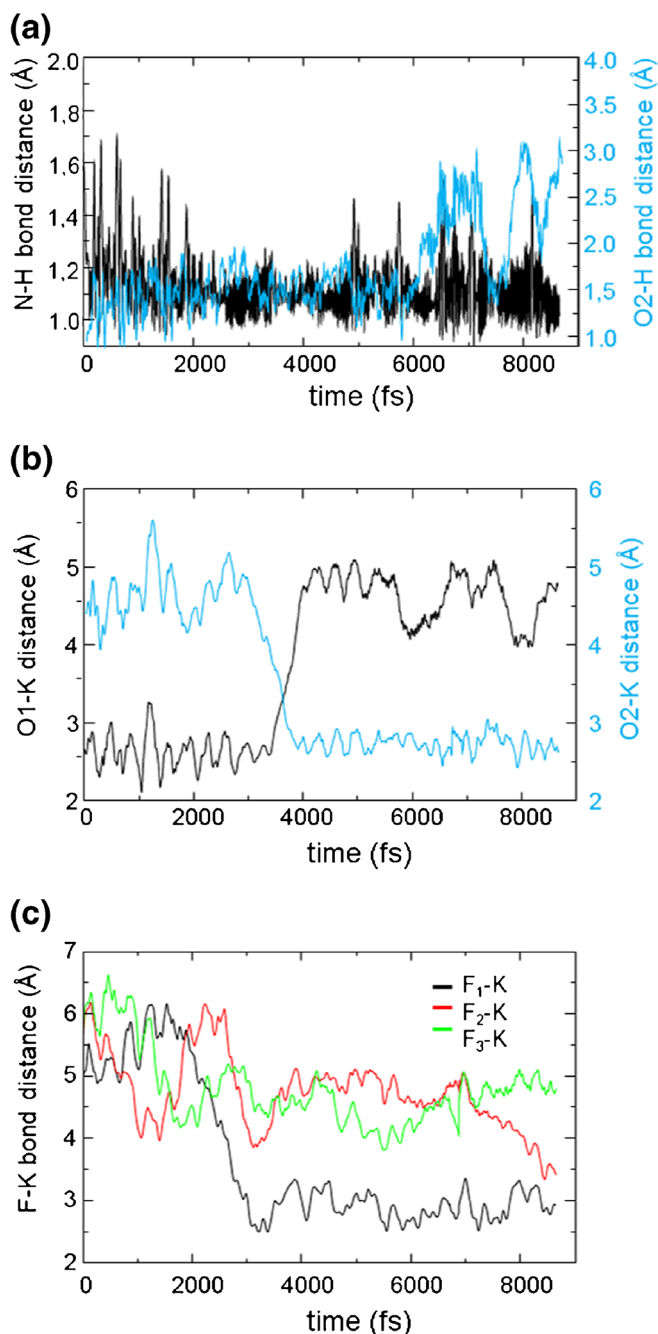 (a)
2.0
1.8
1.6
1.4
1.2
1.0
N-H bond distance (Å)
4.0
3.5
3.0
2.5
2.0
1.5
1.0
O2-H bond distance (Å)
0 2000 4000 6000 8000
time (fs)
(b)
6
5
4
3
2
O1-K distance (Å)
6
5
4
3
2
O2-K distance (Å)
0 2000 4000 6000 8000
time (fs)
(c)
7
6
5
4
3
2
F-K bond distance (Å)
F₁-K
F₂-K
F₃-K
0 2000 4000 6000 8000
time (fs)